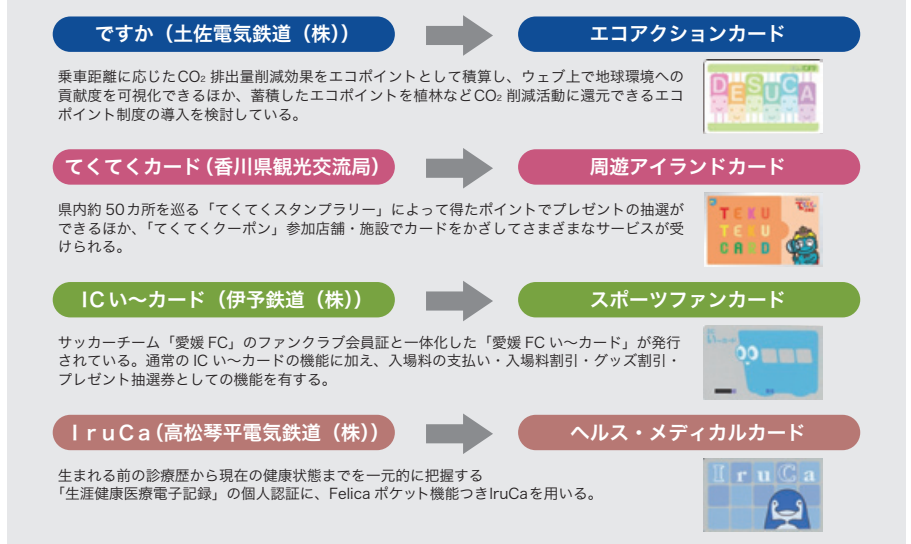 ですか（土佐電気鉄道（株））
エコアクションカード
乗車距離に応じたCO₂ 排出量削減効果をエコポイントとして積算し、ウェブ上で地球環境への
貢献度を可視化できるほか、蓄積したエコポイントを植林などCO₂ 削減活動に還元できるエコ
ポイント制度の導入を検討している。
DESUCA
てくてくカード（香川県観光交流局）
周遊アイランドカード
県内約 50カ所を巡る「てくてくスタンプラリー」によって得たポイントでプレゼントの抽選が
できるほか、「てくてくクーポン」参加店舗・施設でカードをかざしてさまざまなサービスが受
けられる。
TEKU
TEKU
CARD
ICい～カード（伊予鉄道（株））
スポーツファンカード
サッカーチーム「愛媛 FC」のファンクラブ会員証と一体化した「愛媛 FC い～カード」が発行
されている。通常の IC い～カードの機能に加え、入場料の支払い・入場料割引・グッズ割引・
プレゼント抽選券としての機能を有する。
IC
い～カード
IruCa（高松琴平電気鉄道（株））
ヘルス・メディカルカード
生まれる前の診療歴から現在の健康状態までを一元的に把握する
「生涯健康医療電子記録」の個人認証に、Felica ポケット機能つきIruCaを用いる。
IruCa